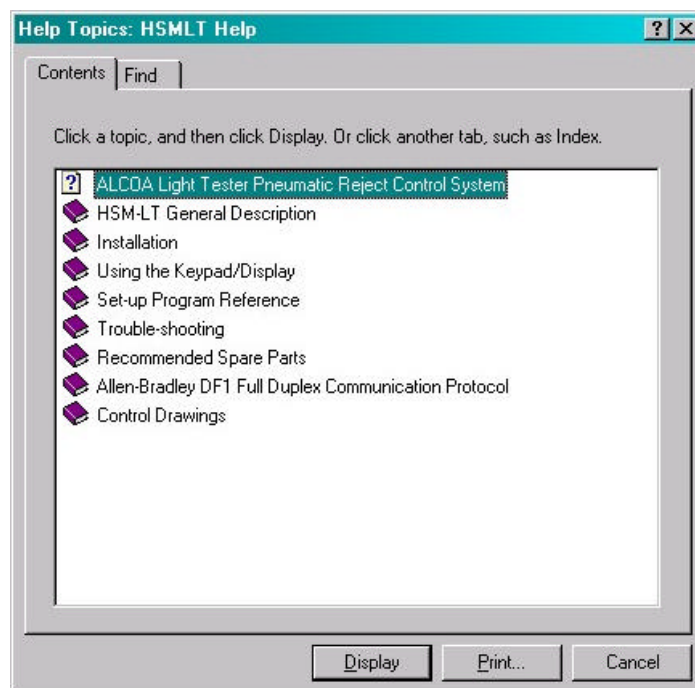 Help Topics: HSMLT Help
Contents Find
Click a topic, and then click Display. Or click another tab, such as Index.
ALCOA Light Tester Pneumatic Reject Control System
HSM-LT General Description
Installation
Using the Keypad/Display
Set-up Program Reference
Trouble-shooting
Recommended Spare Parts
Allen-Bradley DF1 Full Duplex Communication Protocol
Control Drawings
Display Print... Cancel